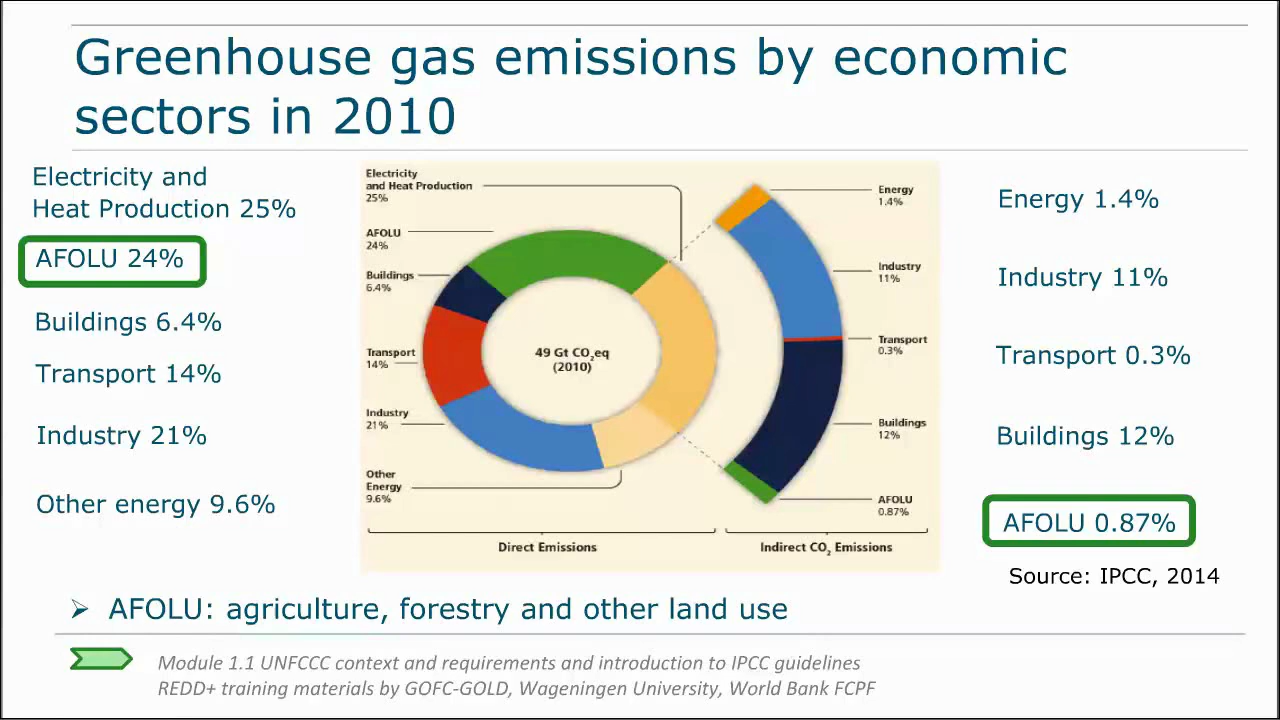 Greenhouse gas emissions by economic
sectors in 2010
Electricity and
Heat Production 25%
AFOLU 24%
Buildings 6.4%
Transport 14%
Industry 21%
Other energy 9.6%
Electricity
and Heat Production
25%
AFOLU
24%
Buildings
6.4%
Transport
14%
Industry
21%
Other
Energy
9.6%
49 Gt CO₂eq
(2010)
Direct Emissions
Energy
1.4%
Industry
11%
Transport
0.3%
Buildings
12%
AFOLU
0.87%
Indirect CO₂ Emissions
Energy 1.4%
Industry 11%
Transport 0.3%
Buildings 12%
AFOLU 0.87%
Source: IPCC, 2014
➢ AFOLU: agriculture, forestry and other land use
Module 1.1 UNFCCC context and requirements and introduction to IPCC guidelines
REDD+ training materials by GOFC-GOLD, Wageningen University, World Bank FCPF